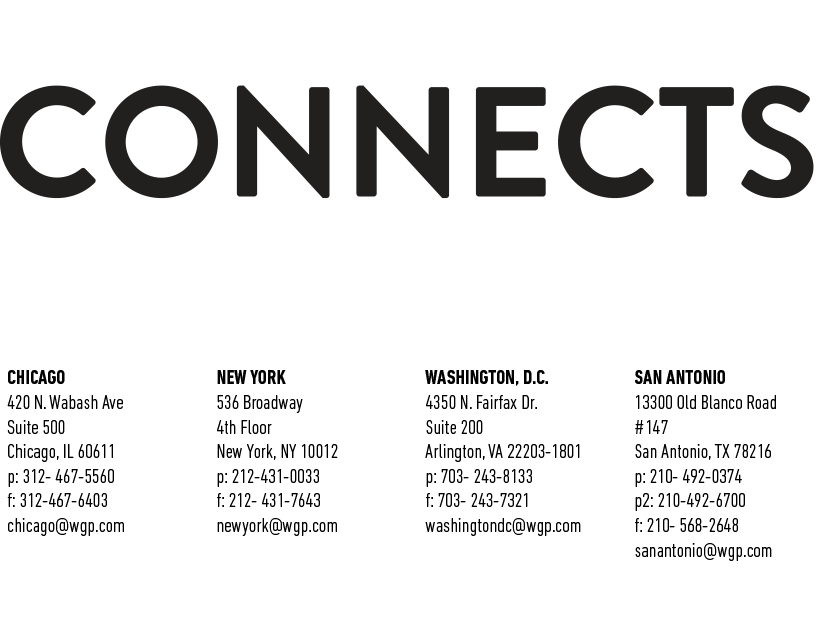 CONNECTS
CHICAGO
420 N. Wabash Ave
Suite 500
Chicago, IL 60611
p: 312- 467-5560
f: 312-467-6403
chicago@wgp.com
NEW YORK
536 Broadway
4th Floor
New York, NY 10012
p: 212-431-0033
f: 212- 431-7643
newyork@wgp.com
WASHINGTON, D.C.
4350 N. Fairfax Dr.
Suite 200
Arlington, VA 22203-1801
p: 703- 243-8133
f: 703- 243-7321
washingtondc@wgp.com
SAN ANTONIO
13300 Old Blanco Road
#147
San Antonio, TX 78216
p: 210- 492-0374
p2: 210-492-6700
f: 210- 568-2648
sanantonio@wgp.com